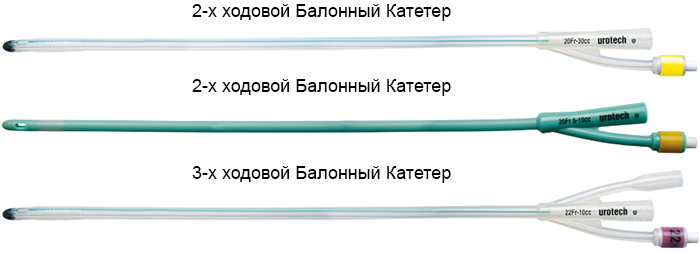 2-х ходовой Балонный Катетер
20Fr-30cc urotech
2-х ходовой Балонный Катетер
20Fr 5-10cc urotech
3-х ходовой Балонный Катетер
22Fr-10cc urotech
22